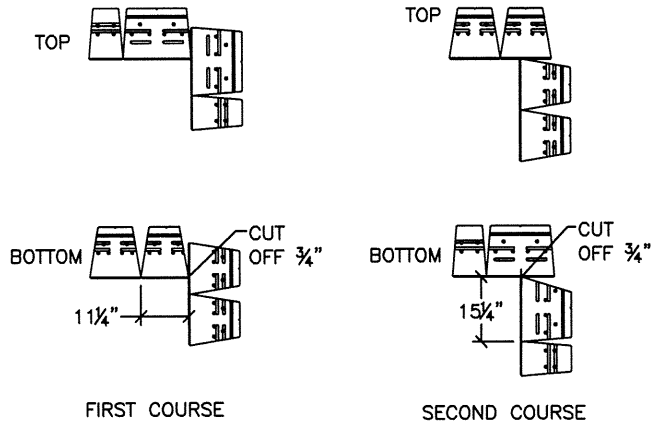 TOP
TOP
BOTTOM
CUT
OFF ¾"
11¼"
BOTTOM
CUT
OFF ¾"
15¼"
FIRST COURSE
SECOND COURSE